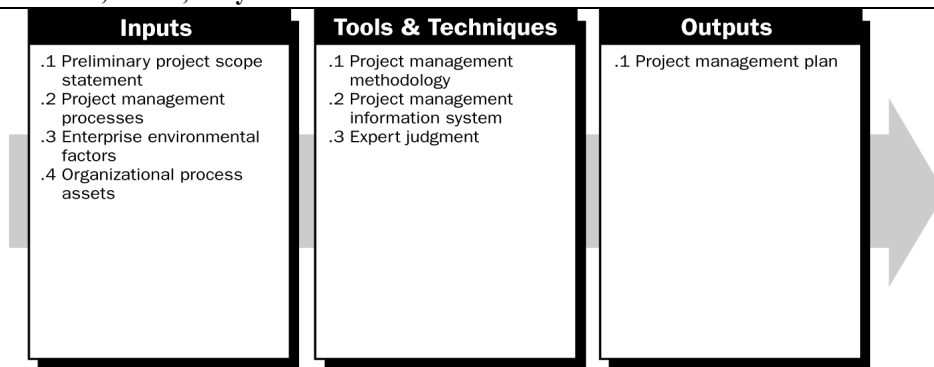 Inputs
.1 Preliminary project scope
statement
.2 Project management
processes
.3 Enterprise environmental
factors
.4 Organizational process
assets
Tools & Techniques
.1 Project management
methodology
.2 Project management
information system
.3 Expert judgment
Outputs
.1 Project management plan